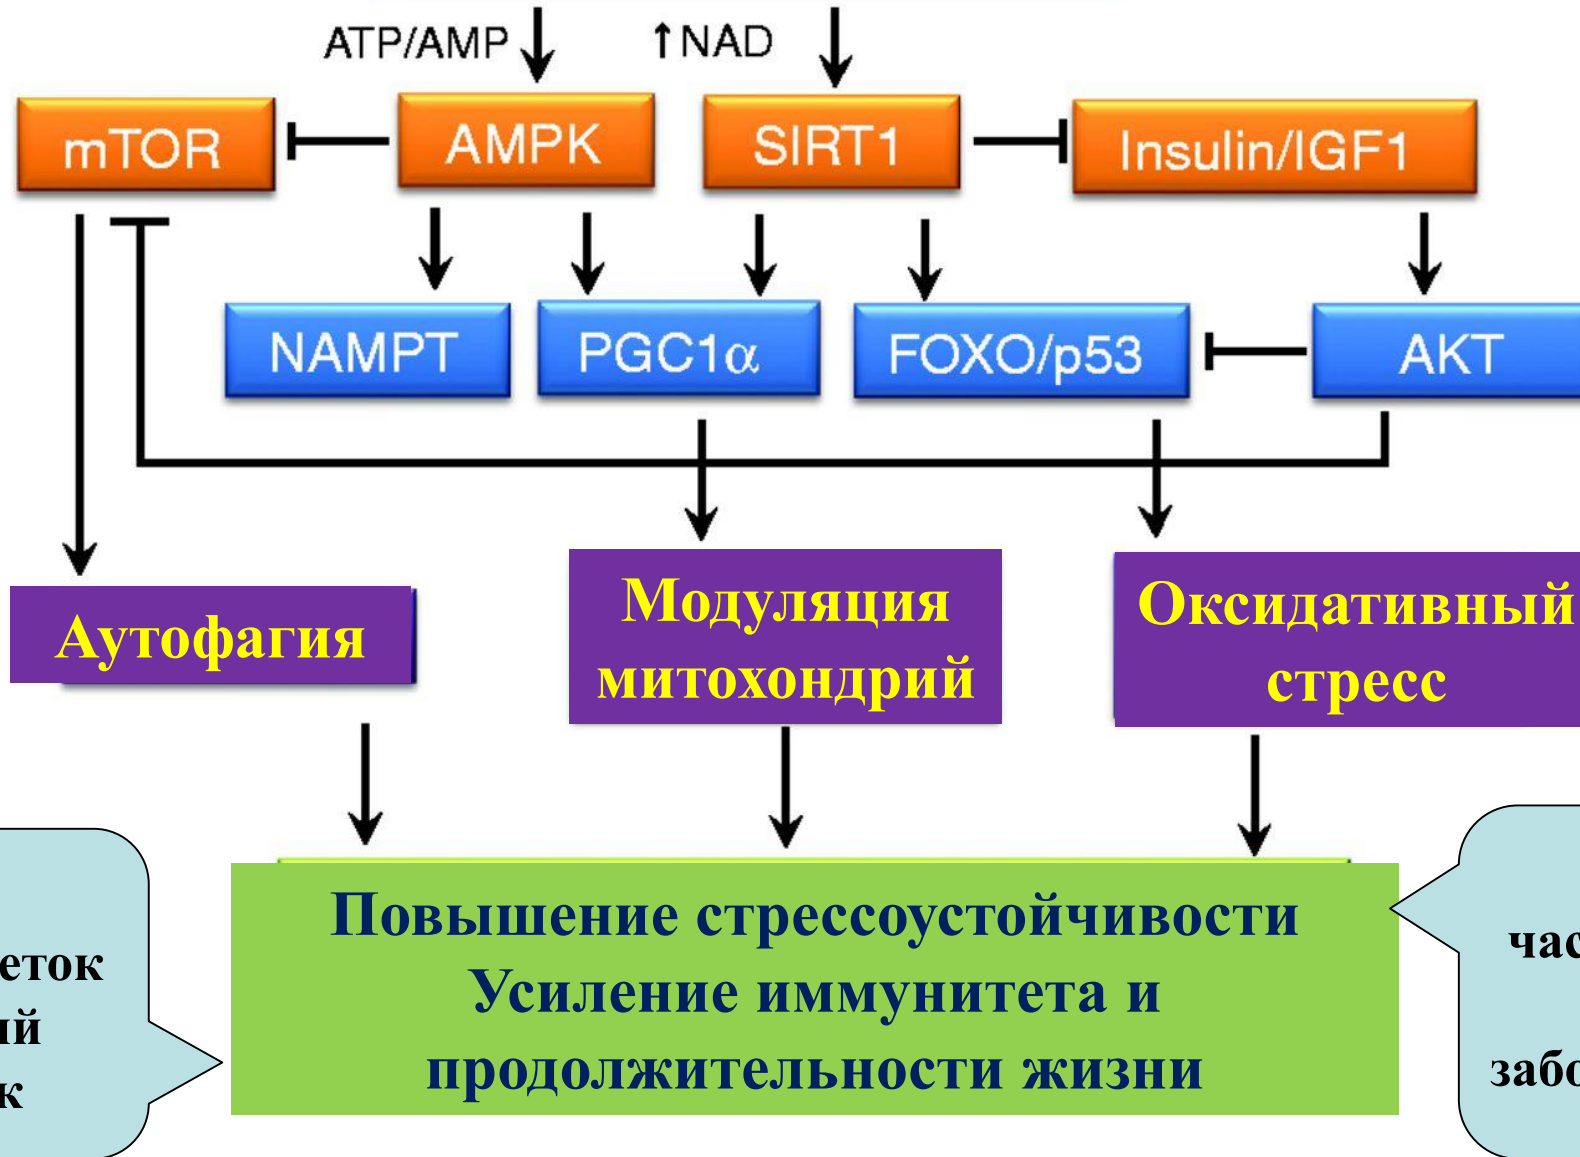 ATP/AMP
↑NAD
mTOR
AMPK
SIRT1
Insulin/IGF1
NAMPT
PGC1α
FOXO/p53
AKT
Аутофагия
Модуляция
митохондрий
Оксидативный
стресс
Повышение стрессоустойчивости
Усиление иммунитета и
продолжительности жизни